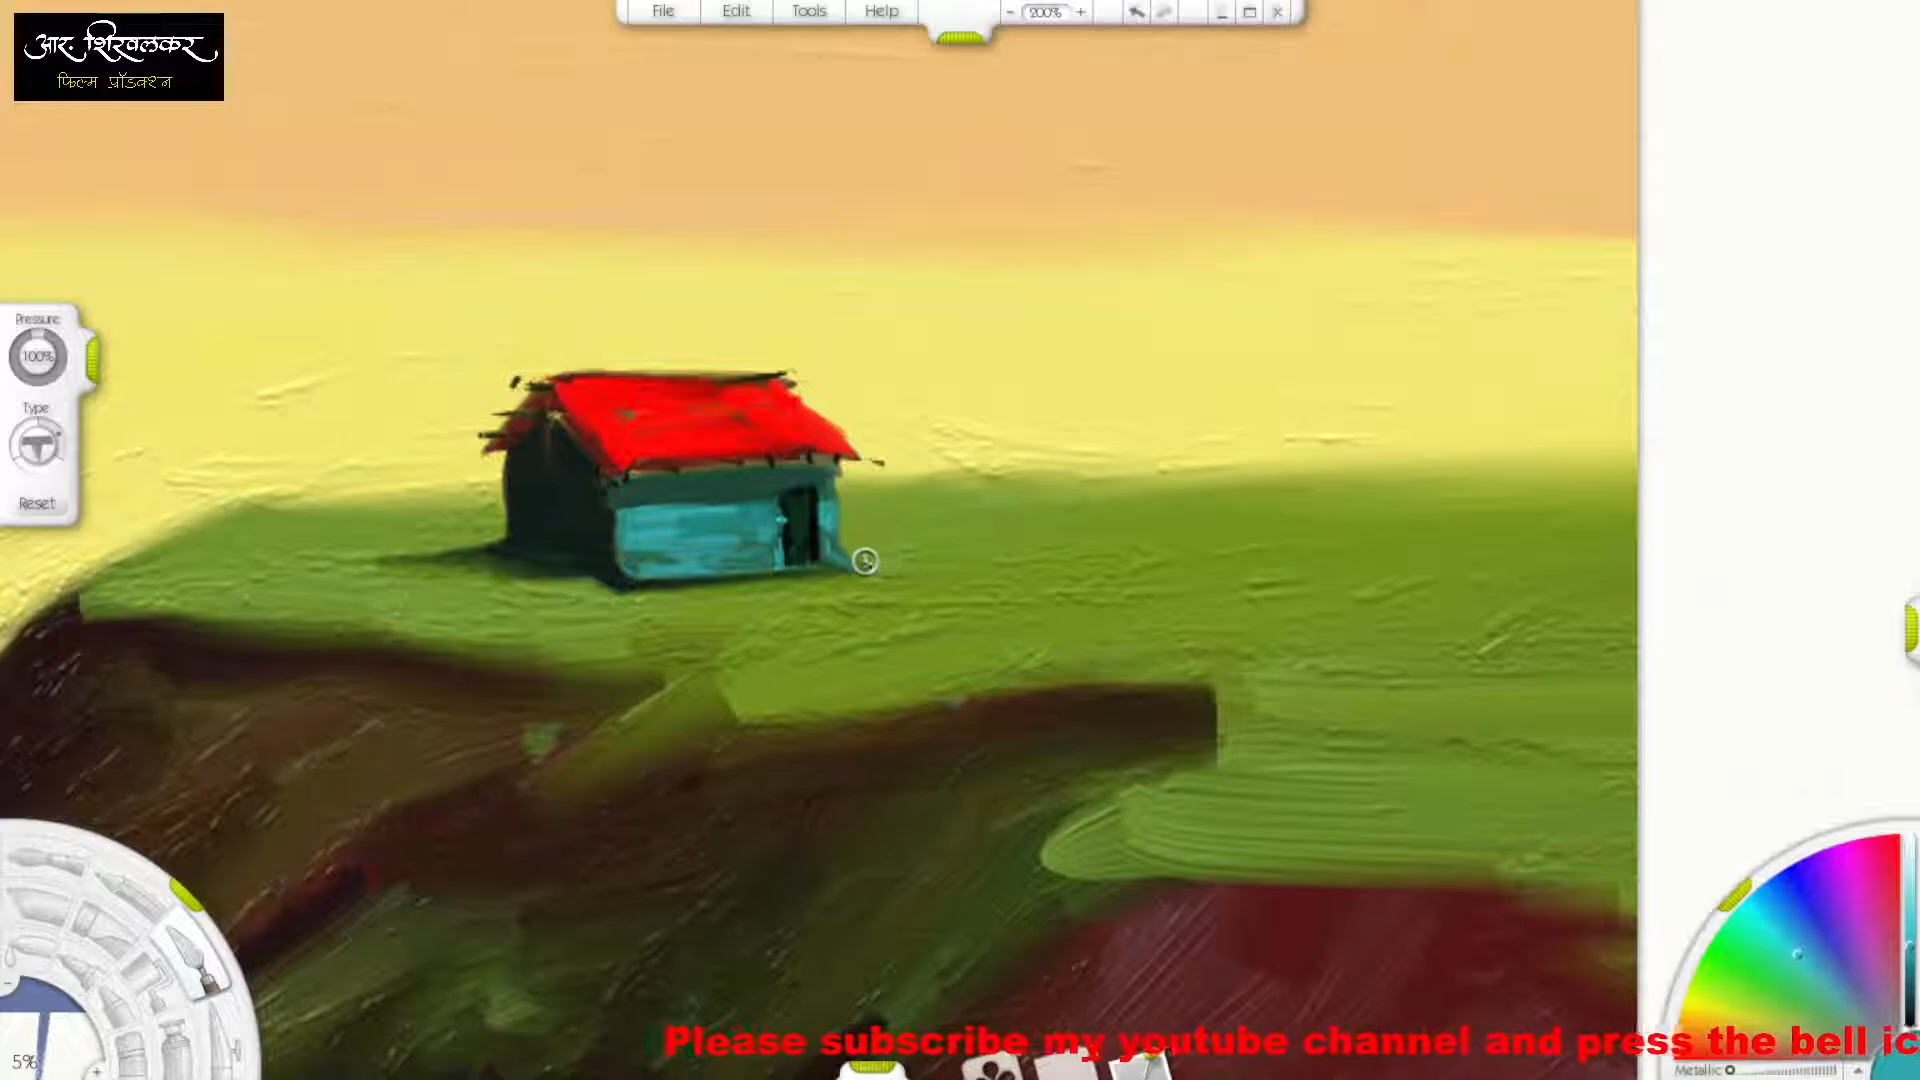 आर. शिरवलकर
फिल्म प्रॉडक्शन
File Edit Tools Help
- 200% +
Pressure
100%
Type
Reset
5%
Please subscribe my youtube channel and press the bell ic
Metallic